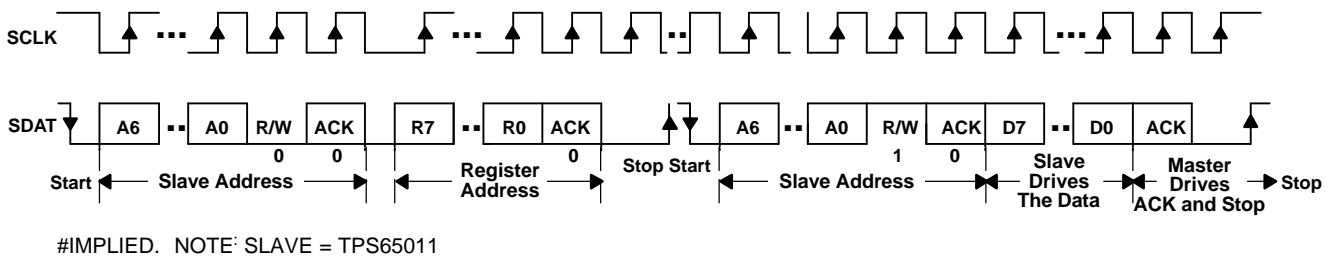 SCLK ... ... .. ...
SDAT A6 .. A0 R/W ACK R7 .. R0 ACK A6 .. A0 R/W ACK D7 .. D0 ACK
0 0 0 1 0
Start Slave Address Register Address Stop Start Slave Address Slave Drives The Data Master Drives ACK and Stop Stop
#IMPLIED. NOTE: SLAVE = TPS65011